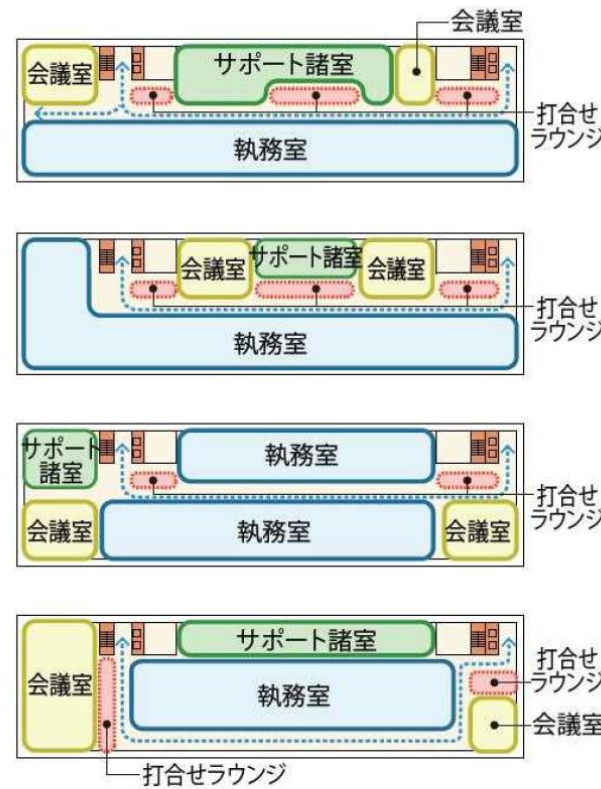 会議室
会議室
サポート諸室
打合せ
ラウンジ
執務室
会議室
サポート諸室
会議室
打合せ
ラウンジ
執務室
サポート
諸室
執務室
打合せ
ラウンジ
会議室
執務室
会議室
サポート諸室
会議室
執務室
打合せ
ラウンジ
会議室
打合せラウンジ